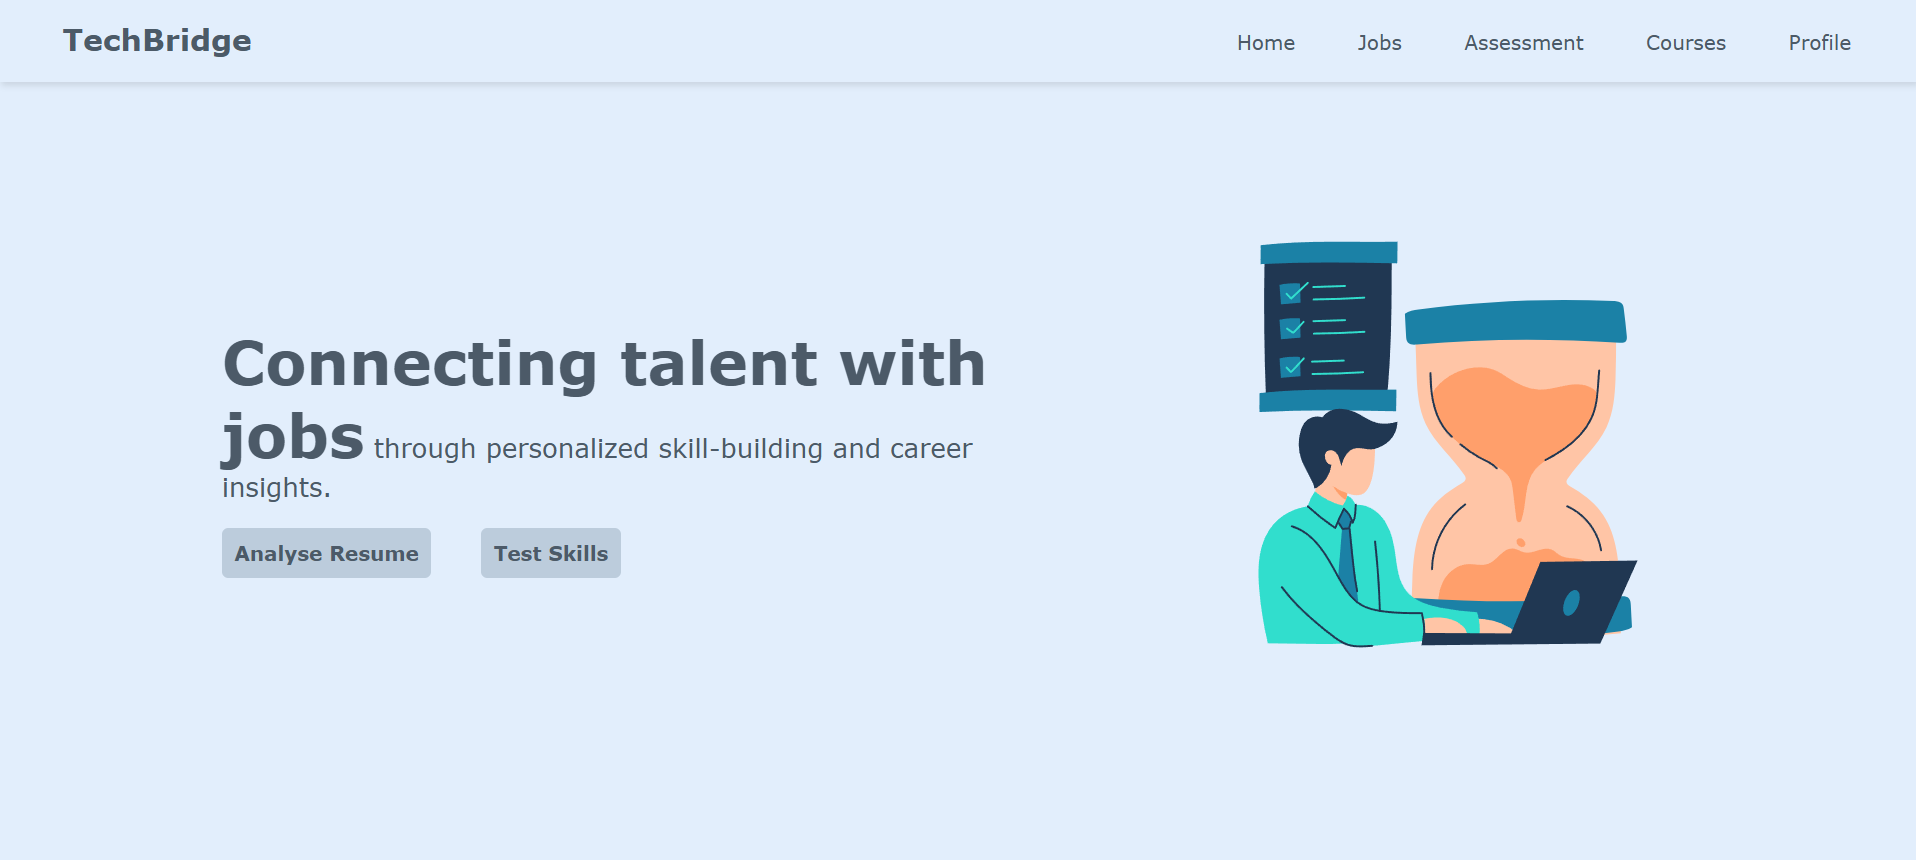 TechBridge
Home Jobs Assessment Courses Profile
Connecting talent with
jobs through personalized skill-building and career
insights.
Analyse Resume Test Skills